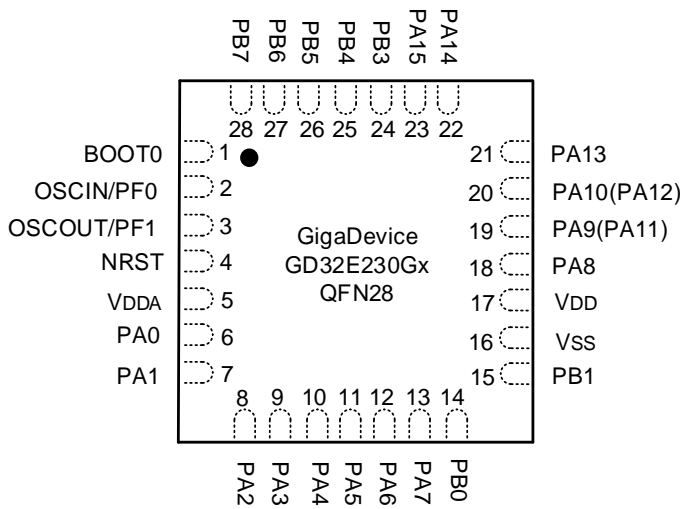 PB7 PB6 PB5 PB4 PB3 PA15 PA14
28 27 26 25 24 23 22
BOOT0 1 21 PA13
OSCIN/PF0 2 20 PA10(PA12)
OSCOUT/PF1 3 19 PA9(PA11)
NRST 4 18 PA8
VDDA 5 17 VDD
PA0 6 16 VSS
PA1 7 15 PB1
GigaDevice
GD32E230Gx
QFN28
8 9 10 11 12 13 14
PA2 PA3 PA4 PA5 PA6 PA7 PB0